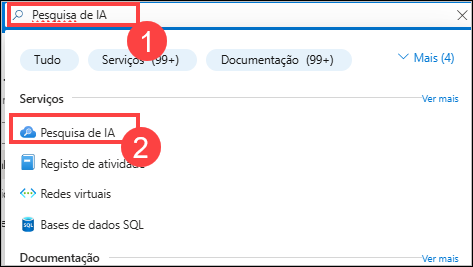 Pesquisa de IA
1
Tudo Serviços (99+) Documentação (99+) Mais (4)
Serviços Ver mais
Pesquisa de IA
2
Registo de atividade
Redes virtuais
Bases de dados SQL
Documentação Ver mais